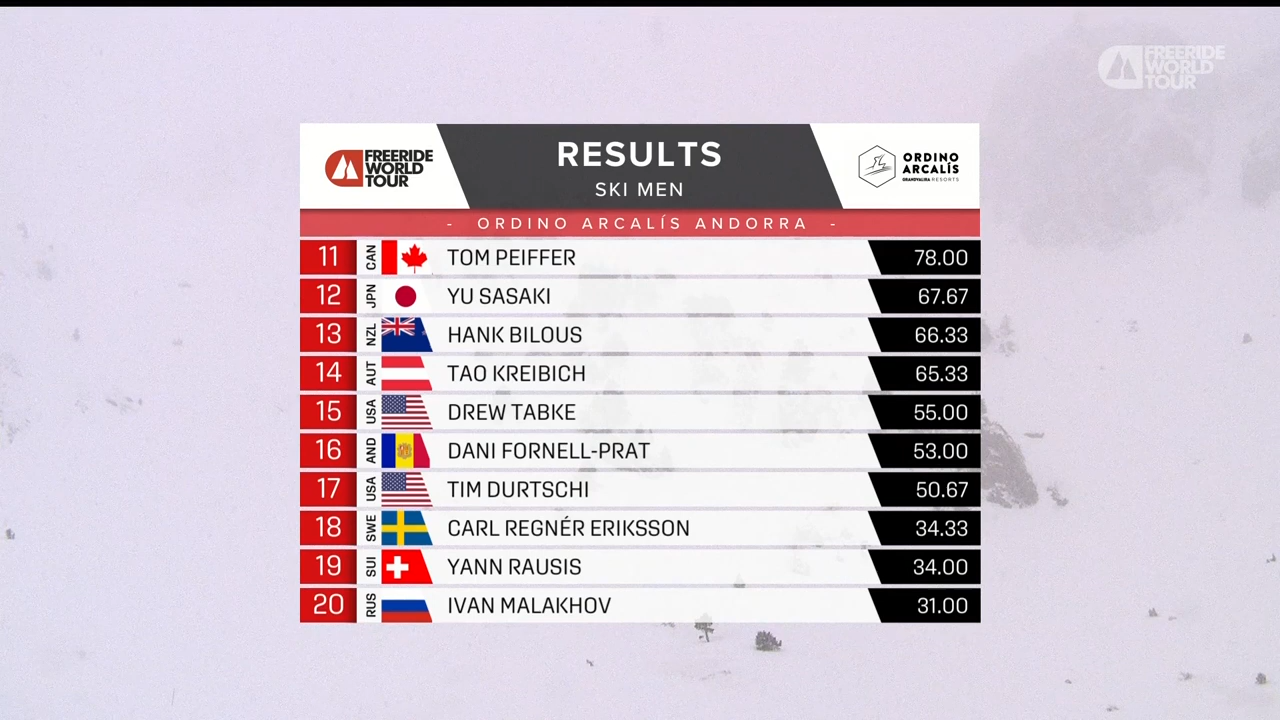 FREERIDE
WORLD
TOUR
FREERIDE
WORLD
TOUR
RESULTS
SKI MEN
ORDINO
ARCALÍS
GRANDVALIRA RESORTS
- ORDINO ARCALÍS ANDORRA -
11 CAN TOM PEIFFER 78.00
12 JPN YU SASAKI 67.67
13 NZL HANK BILOUS 66.33
14 AUT TAO KREIBICH 65.33
15 USA DREW TABKE 55.00
16 AND DANI FORNELL-PRAT 53.00
17 USA TIM DURTSCHI 50.67
18 SWE CARL REGNÉR ERIKSSON 34.33
19 SUI YANN RAUSIS 34.00
20 RUS IVAN MALAKHOV 31.00